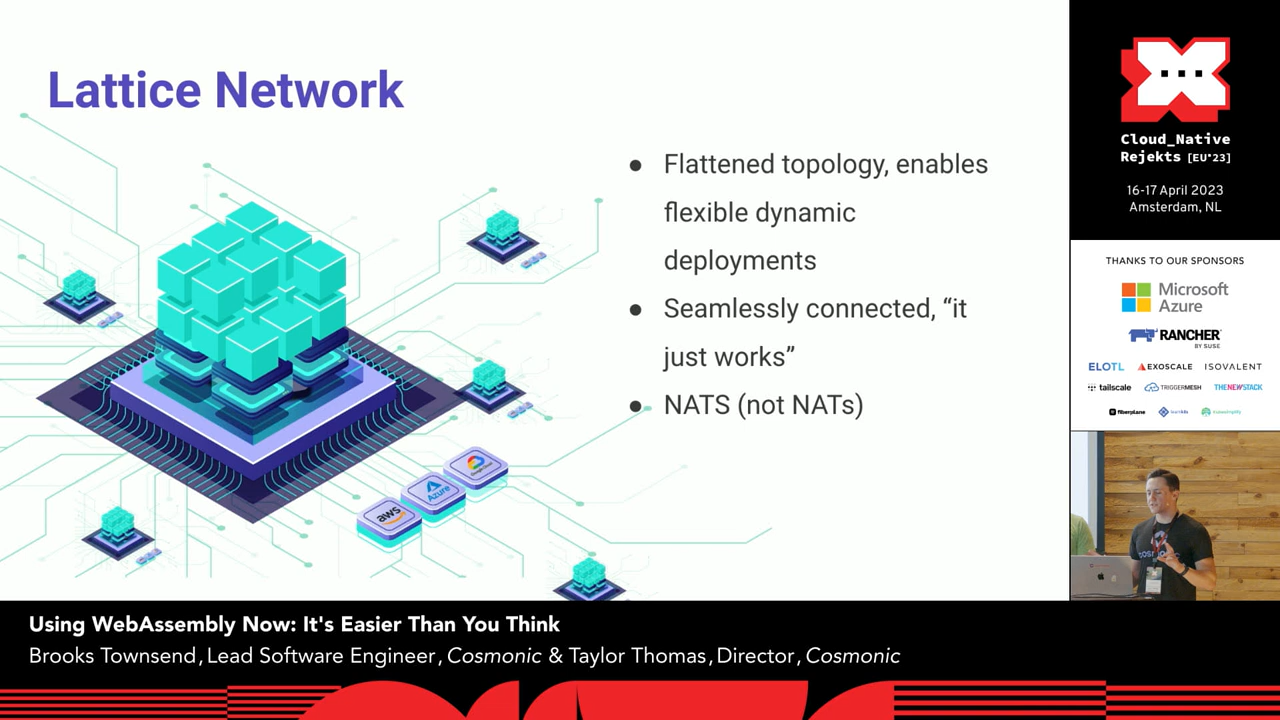 Lattice Network
● Flattened topology, enables
flexible dynamic
deployments
● Seamlessly connected, “it
just works”
● NATS (not NATs)
aws
Azure
Google Cloud
Cloud_Native
Rejekts [EU'23]
16-17 April 2023
Amsterdam, NL
THANKS TO OUR SPONSORS
Microsoft
Azure
RANCHER
BY SUSE
ELOTL EXOSCALE ISOVALENT
tailscale TRIGGERMESH THENEWSTACK
fiberplane
Using WebAssembly Now: It's Easier Than You Think
Brooks Townsend, Lead Software Engineer, Cosmonic & Taylor Thomas, Director, Cosmonic